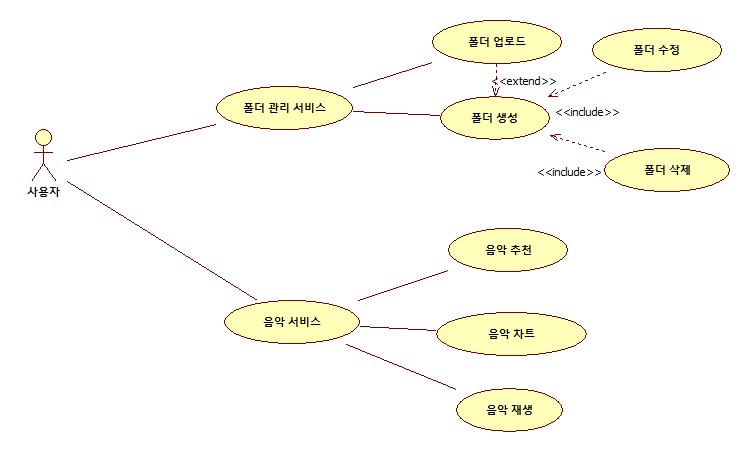 폴더 업로드
폴더 수정
<<extend>>
폴더 관리 서비스
폴더 생성
<<include>>
폴더 삭제
<<include>>
사용자
음악 추천
음악 서비스
음악 차트
음악 재생